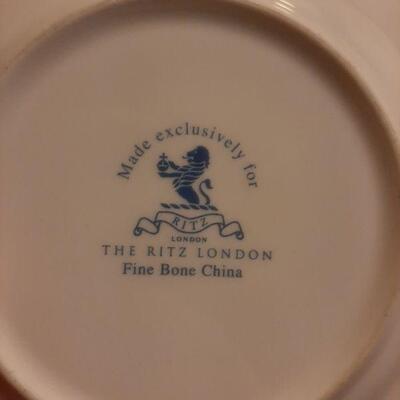 Made exclusively for
RITZ
LONDON
THE RITZ LONDON
Fine Bone China